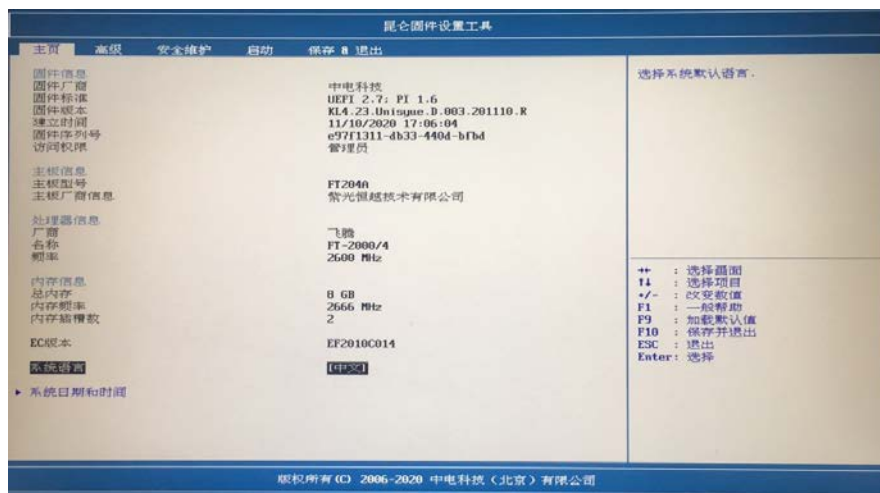 昆仑固件设置工具
主页 高级 安全维护 启动 保存 & 退出
固件信息
固件厂商 中电科技
固件标准 UEFI 2.7; PI 1.6
固件版本 KL4.23.Unisyue.D.003.201110.R
建立时间 11/10/2020 17:06:04
固件序列号 e97f1311-db33-440d-bfbd
访问权限 管理员
主板信息
主板型号 FT204A
主板厂商信息 紫光恒越技术有限公司
处理器信息
厂商 飞腾
名称 FT-2000/4
频率 2600 MHz
内存信息
总内存 8 GB
内存频率 2666 MHz
内存插槽数 2
EC版本 EF2010C014
系统语言 [中文]
▶ 系统日期和时间
选择系统默认语言.
↔ : 选择画面
↑↓ : 选择项目
+/- : 改变数值
F1 : 一般帮助
F9 : 加载默认值
F10 : 保存并退出
ESC : 退出
Enter: 选择
版权所有(C) 2006-2020 中电科技（北京）有限公司